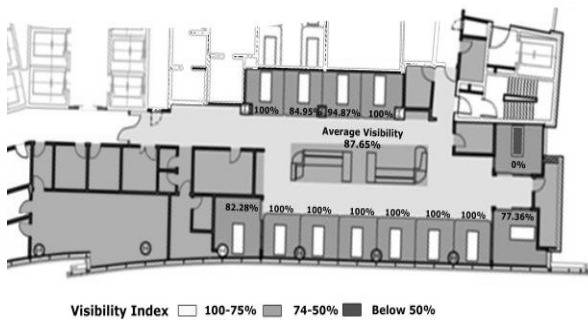 100% 84.95% 94.87% 100%
Average Visibility
87.65%
0%
82.28% 100% 100% 100% 100% 100% 100% 77.36%
Visibility Index 100-75% 74-50% Below 50%